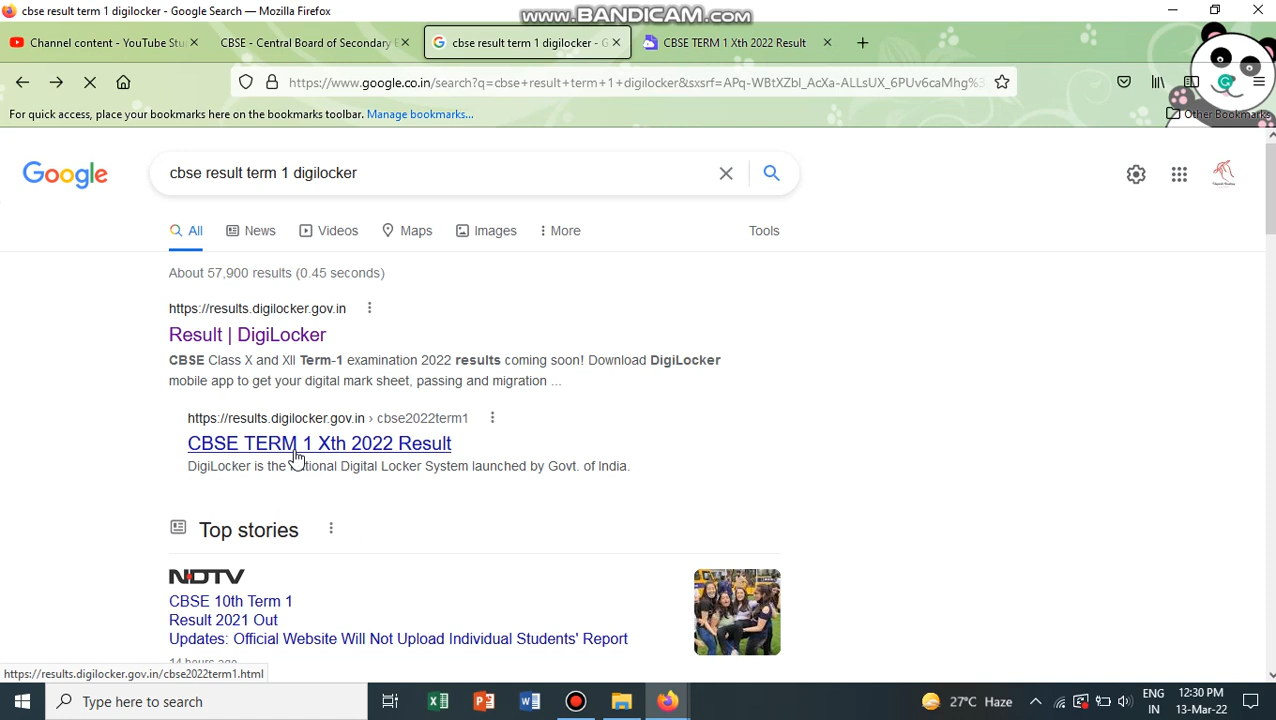 cbse result term 1 digilocker - Google Search — Mozilla Firefox
www.BANDICAM.com
Channel content - YouTube Stu
CBSE - Central Board of Secondary E
cbse result term 1 digilocker - G
CBSE TERM 1 Xth 2022 Result
https://www.google.co.in/search?q=cbse+result+term+1+digilocker&sxsrf=APq-WBtXZbl_AcXa-ALLsUX_6PUv6caMhg%3
For quick access, place your bookmarks here on the bookmarks toolbar. Manage bookmarks...
Other Bookmarks
Google
cbse result term 1 digilocker
All News Videos Maps Images More Tools
About 57,900 results (0.45 seconds)
https://results.digilocker.gov.in
Result | DigiLocker
CBSE Class X and XII Term-1 examination 2022 results coming soon! Download DigiLocker
mobile app to get your digital mark sheet, passing and migration ...
https://results.digilocker.gov.in › cbse2022term1
CBSE TERM 1 Xth 2022 Result
DigiLocker is the National Digital Locker System launched by Govt. of India.
Top stories
NDTV
CBSE 10th Term 1
Result 2021 Out
Updates: Official Website Will Not Upload Individual Students' Report
14 hours ago
https://results.digilocker.gov.in/cbse2022term1.html
Type here to search
27°C Haze
ENG
IN
12:30 PM
13-Mar-22